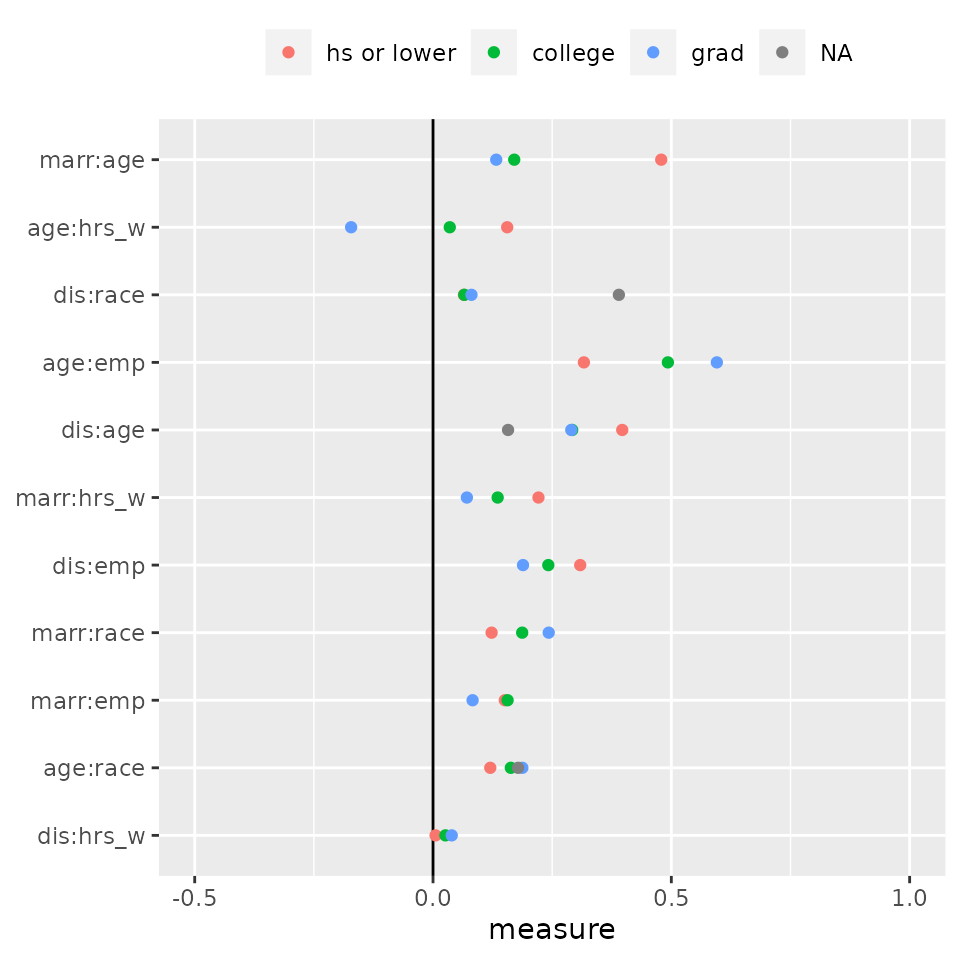 hs or lower college grad NA
marr:age
age:hrs_w
dis:race
age:emp
dis:age
marr:hrs_w
dis:emp
marr:race
marr:emp
age:race
dis:hrs_w
-0.5 0.0 0.5 1.0
measure